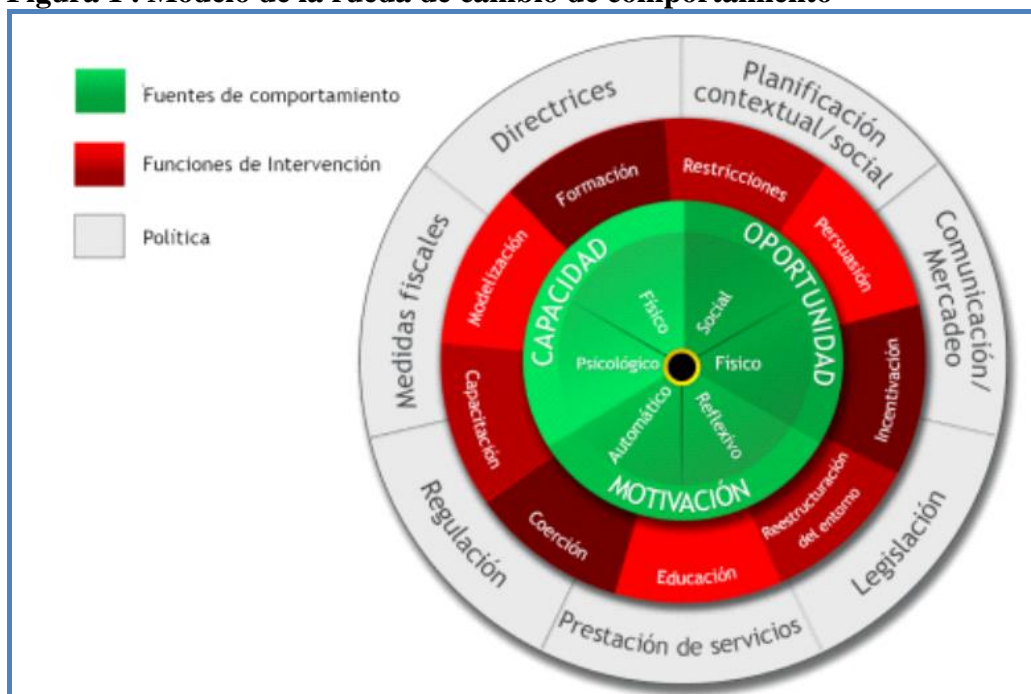 Figura 1 . Modelo de la rueda de cambio de comportamiento
Fuentes de comportamiento
Funciones de Intervención
Política
Directrices
Planificación
contextual/social
Comunicación/
Mercadeo
Legislación
Prestación de servicios
Regulación
Medidas fiscales
Formación
Restricciones
Persuasión
Incentivación
Reestructuración
del entorno
Educación
Coerción
Capacitación
Modelización
CAPACIDAD
OPORTUNIDAD
MOTIVACIÓN
Físico
Social
Físico
Reflexivo
Automático
Psicológico